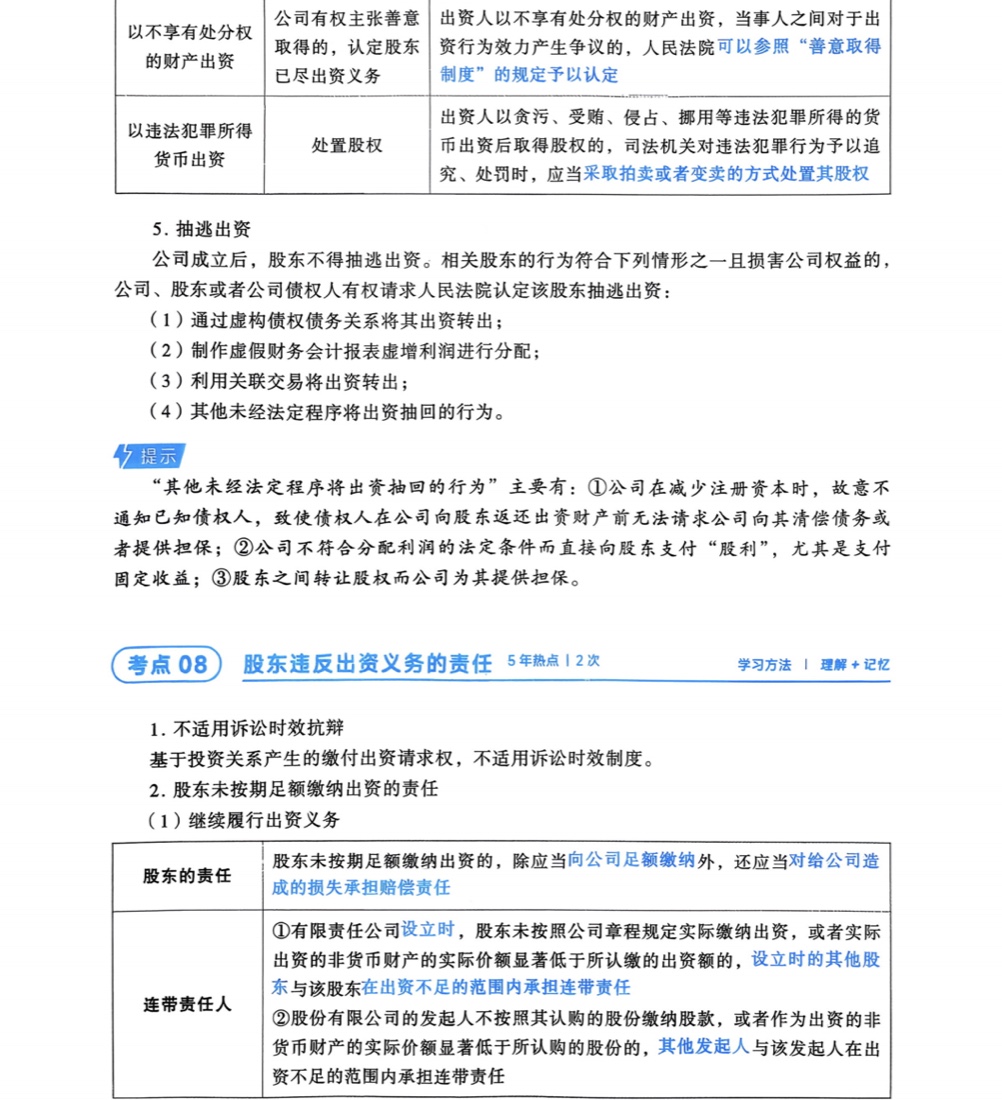 以不享有处分权
的财产出资
公司有权主张善意
取得的，认定股东
已尽出资义务
出资人以不享有处分权的财产出资，当事人之间对于出
资行为效力产生争议的，人民法院可以参照“善意取得
制度”的规定予以认定
以违法犯罪所得
货币出资
处置股权
出资人以贪污、受贿、侵占、挪用等违法犯罪所得的货
币出资后取得股权的，司法机关对违法犯罪行为予以追
究、处罚时，应当采取拍卖或者变卖的方式处置其股权
5. 抽逃出资
公司成立后，股东不得抽逃出资。相关股东的行为符合下列情形之一且损害公司权益的，
公司、股东或者公司债权人有权请求人民法院认定该股东抽逃出资：
（1）通过虚构债权债务关系将其出资转出；
（2）制作虚假财务会计报表虚增利润进行分配；
（3）利用关联交易将出资转出；
（4）其他未经法定程序将出资抽回的行为。
提示
“其他未经法定程序将出资抽回的行为”主要有：①公司在减少注册资本时，故意不
通知已知债权人，致使债权人在公司向股东返还出资财产前无法请求公司向其清偿债务或
者提供担保；②公司不符合分配利润的法定条件而直接向股东支付“股利”，尤其是支付
固定收益；③股东之间转让股权而公司为其提供担保。
考点 08 股东违反出资义务的责任 5 年热点 | 2 次 学习方法 | 理解 + 记忆
1. 不适用诉讼时效抗辩
基于投资关系产生的缴付出资请求权，不适用诉讼时效制度。
2. 股东未按期足额缴纳出资的责任
（1）继续履行出资义务
股东的责任
股东未按期足额缴纳出资的，除应当向公司足额缴纳外，还应当对给公司造
成的损失承担赔偿责任
连带责任人
①有限责任公司设立时，股东未按照公司章程规定实际缴纳出资，或者实际
出资的非货币财产的实际价额显著低于所认缴的出资额的，设立时的其他股
东与该股东在出资不足的范围内承担连带责任
②股份有限公司的发起人不按照其认购的股份缴纳股款，或者作为出资的非
货币财产的实际价额显著低于所认购的股份的，其他发起人与该发起人在出
资不足的范围内承担连带责任